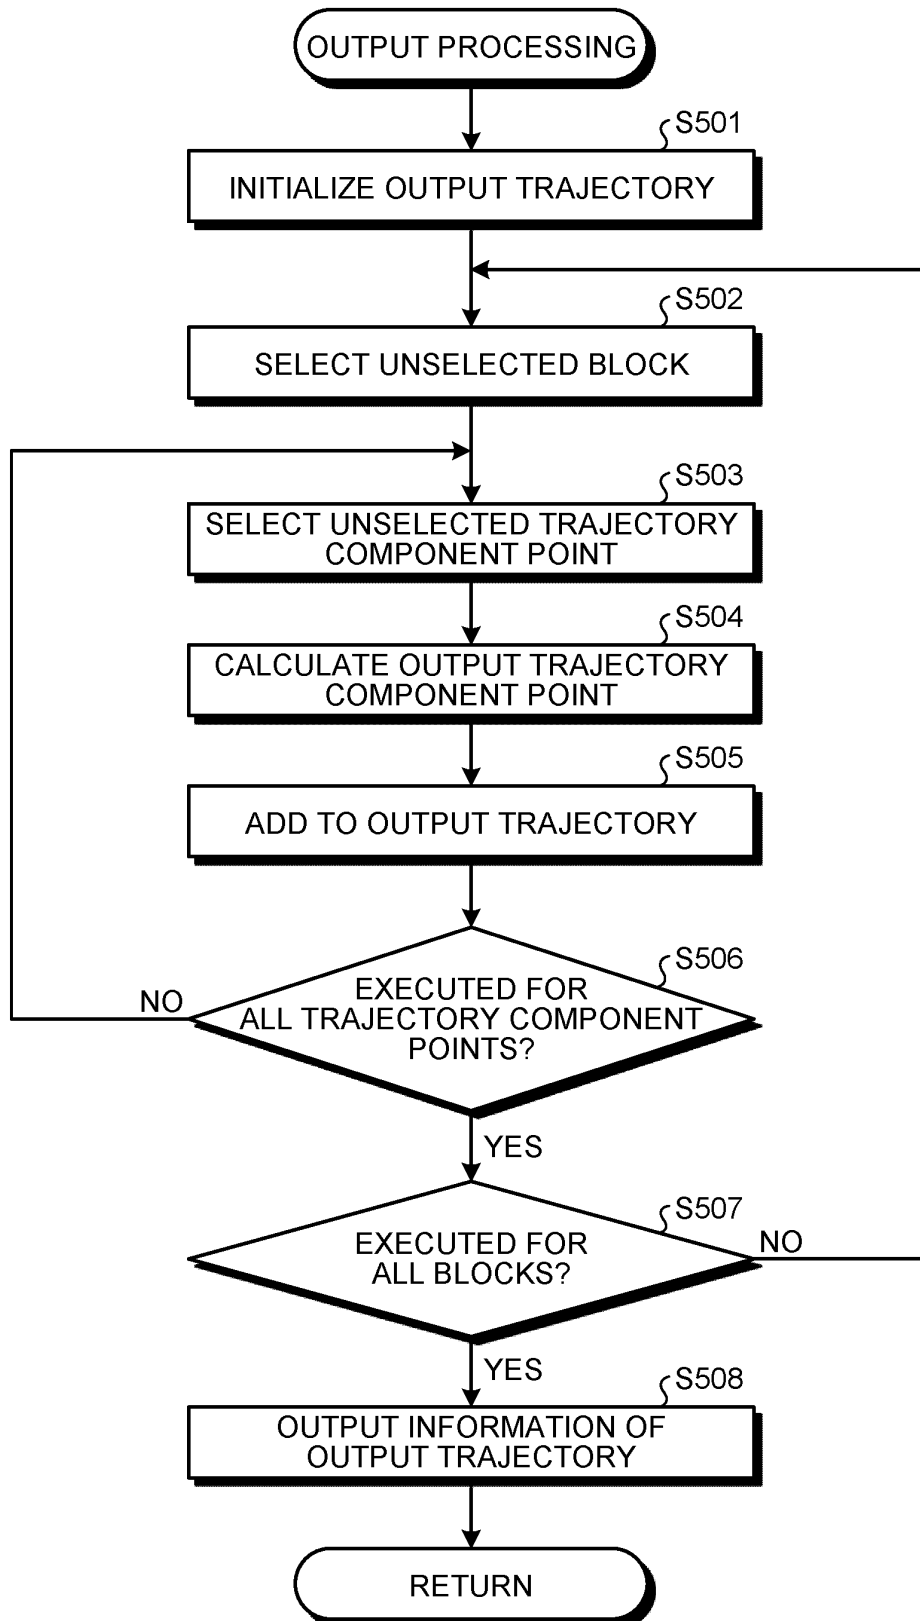 OUTPUT PROCESSING
S501
INITIALIZE OUTPUT TRAJECTORY
S502
SELECT UNSELECTED BLOCK
S503
SELECT UNSELECTED TRAJECTORY
COMPONENT POINT
S504
CALCULATE OUTPUT TRAJECTORY
COMPONENT POINT
S505
ADD TO OUTPUT TRAJECTORY
S506
EXECUTED FOR
ALL TRAJECTORY COMPONENT
POINTS?
NO
YES
S507
EXECUTED FOR
ALL BLOCKS?
NO
YES
S508
OUTPUT INFORMATION OF
OUTPUT TRAJECTORY
RETURN